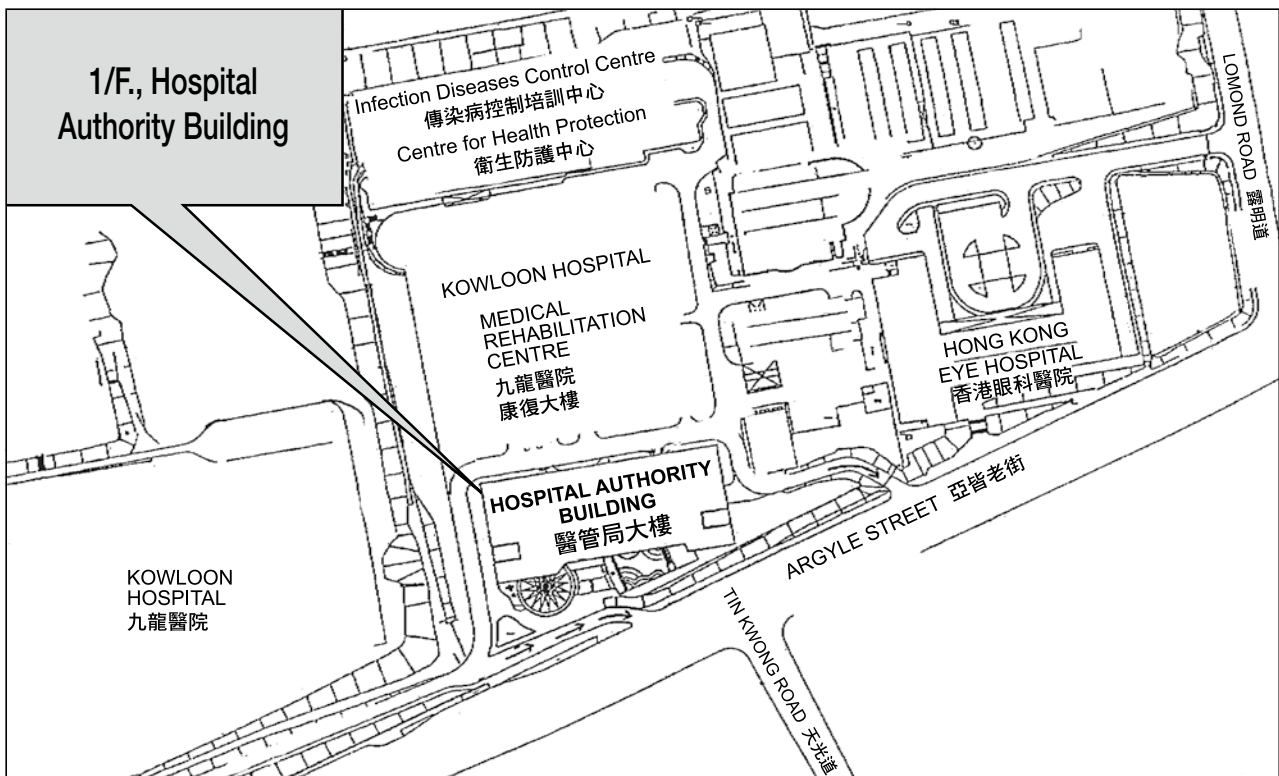 1/F., Hospital
Authority Building
Infection Diseases Control Centre
傳染病控制培訓中心
Centre for Health Protection
衞生防護中心
LOMOND ROAD 露明道
KOWLOON HOSPITAL
MEDICAL
REHABILITATION
CENTRE
九龍醫院
康復大樓
HONG KONG
EYE HOSPITAL
香港眼科醫院
HOSPITAL AUTHORITY
BUILDING
醫管局大樓
ARGYLE STREET 亞皆老街
KOWLOON
HOSPITAL
九龍醫院
TIN KWONG ROAD 天光道